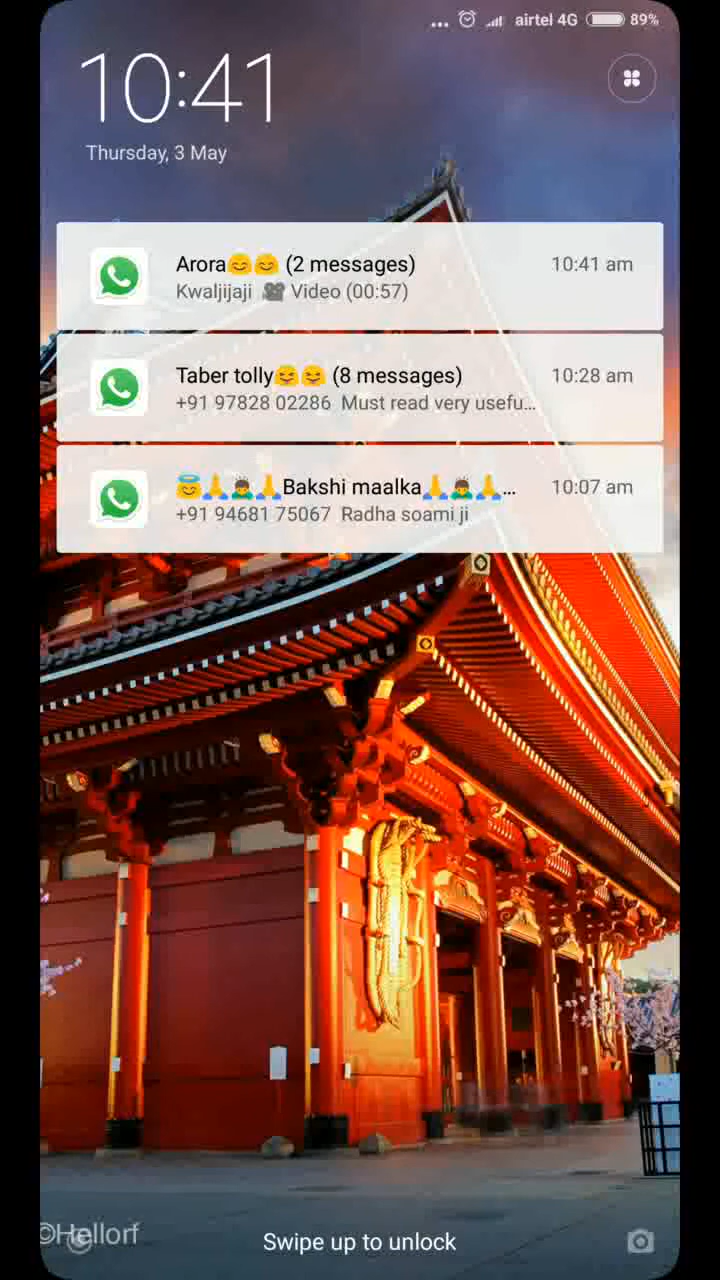 airtel 4G 89%
10:41
Thursday, 3 May
Arora😊😊 (2 messages) 10:41 am
Kwaljijaji 🎥 Video (00:57)
Taber tolly😝😝 (8 messages) 10:28 am
+91 97828 02286 Must read very usefu...
😇🙏🙇🙏Bakshi maalka🙏🙇🙏... 10:07 am
+91 94681 75067 Radha soami ji
©Hellorf
Swipe up to unlock